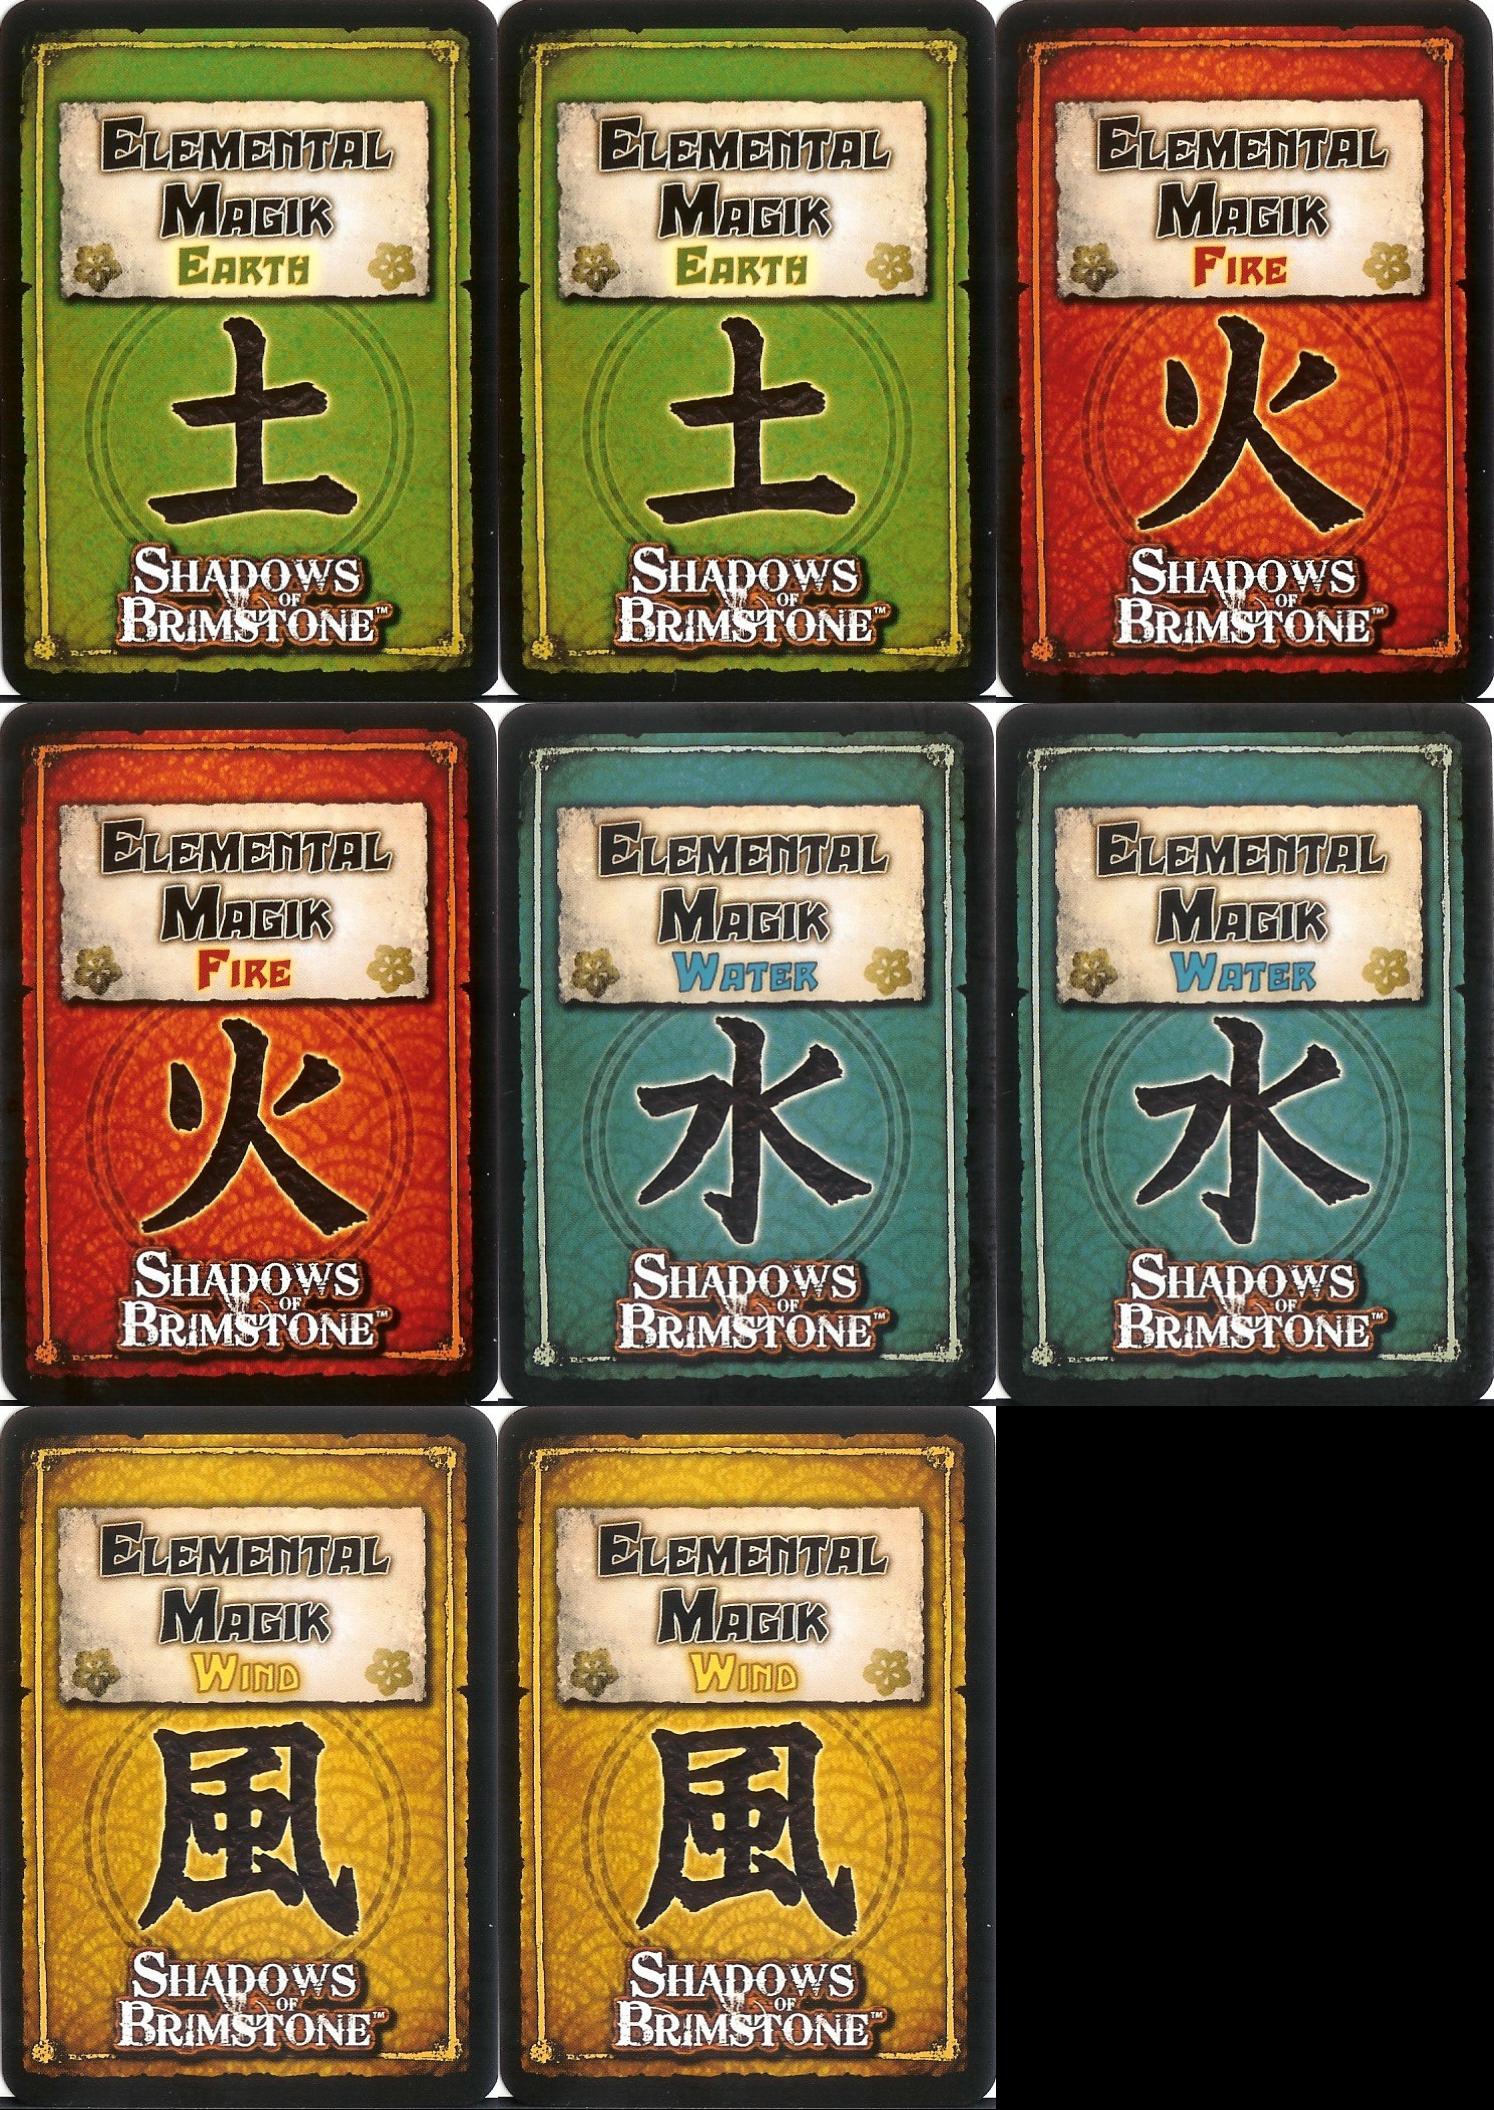 Elemental
Magik
Earth
土
Shadows
of
Brimstone™
Elemental
Magik
Earth
土
Shadows
of
Brimstone™
Elemental
Magik
Fire
火
Shadows
of
Brimstone™
Elemental
Magik
Fire
火
Shadows
of
Brimstone™
Elemental
Magik
Water
水
Shadows
of
Brimstone™
Elemental
Magik
Water
水
Shadows
of
Brimstone™
Elemental
Magik
Wind
風
Shadows
of
Brimstone™
Elemental
Magik
Wind
風
Shadows
of
Brimstone™